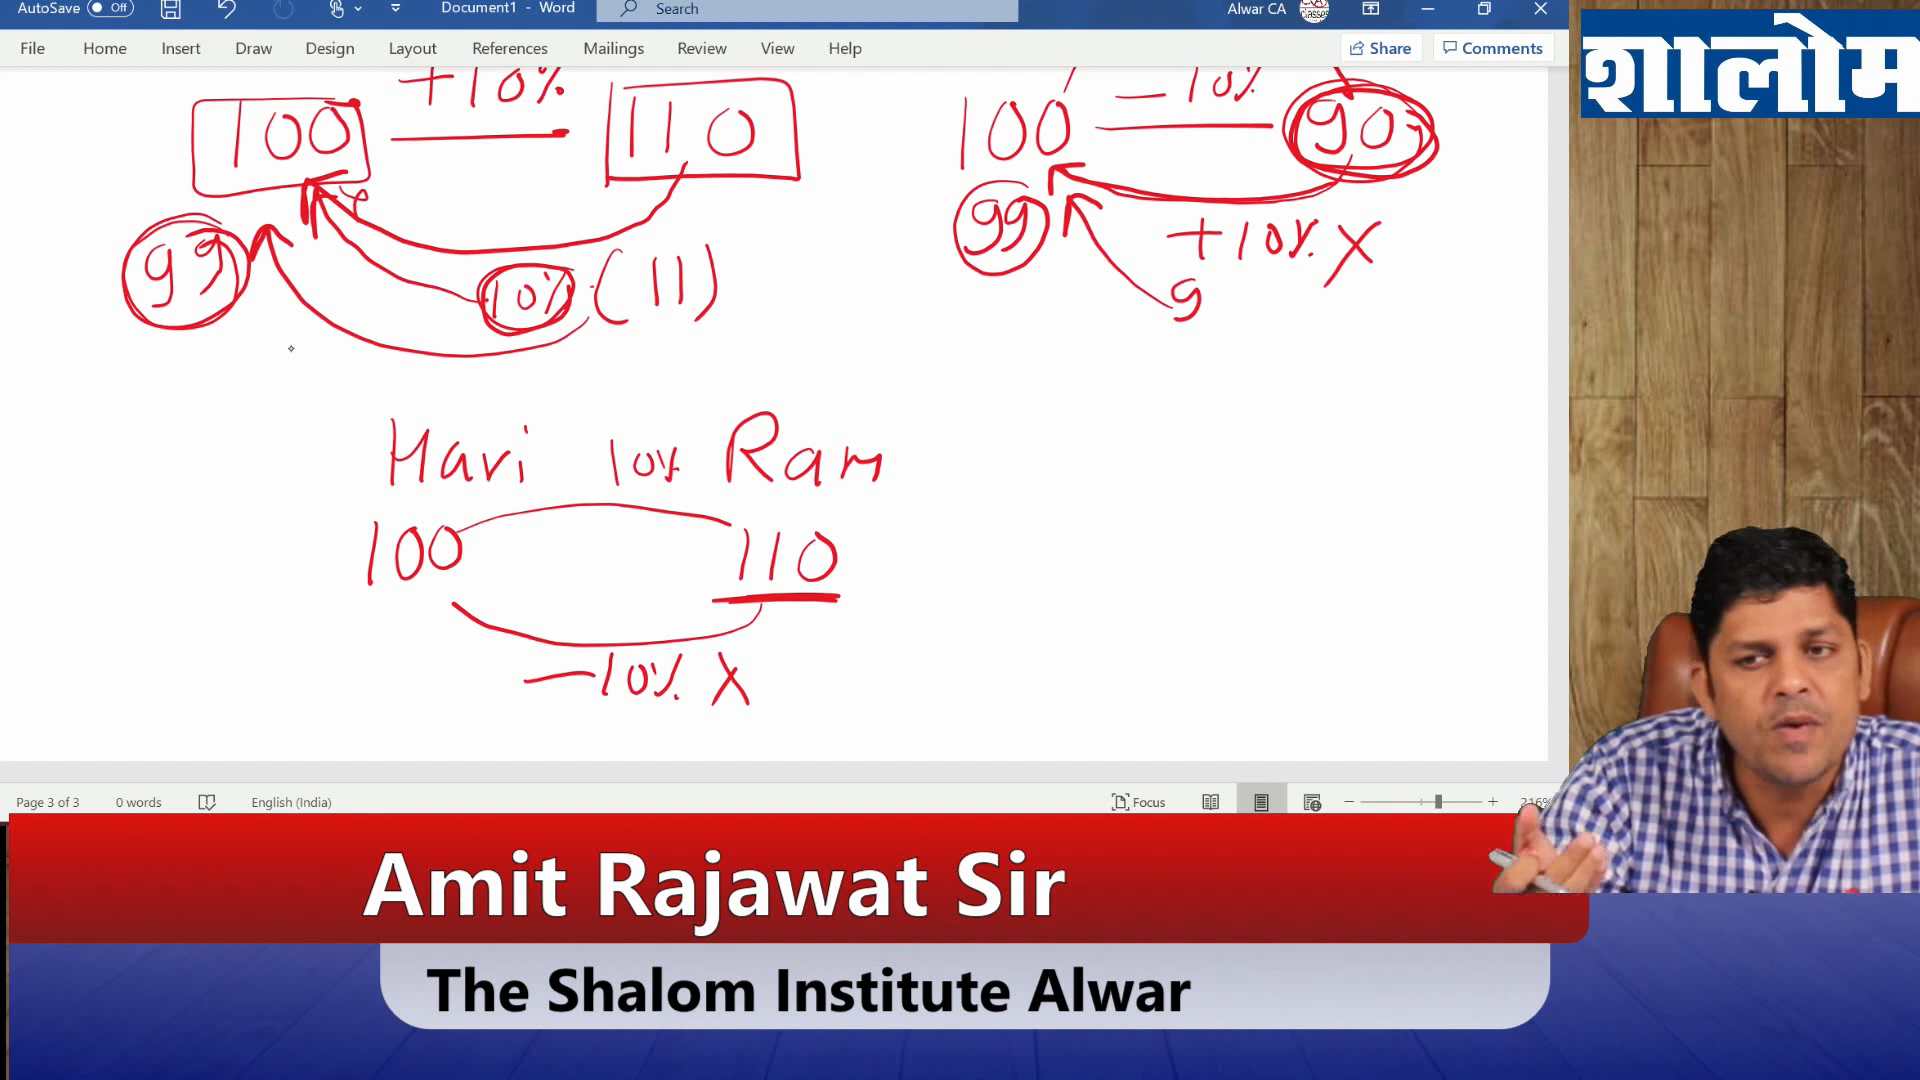 AutoSave Off Document1 - Word Search Alwar CA
File Home Insert Draw Design Layout References Mailings Review View Help Share Comments
शालोम
+10% -10%
100 110 100 90
99 99
10% (11) +10% X
9
Hari 10% Ram
100 110
-10% X
Page 3 of 3 0 words English (India) Focus 216%
Amit Rajawat Sir
The Shalom Institute Alwar